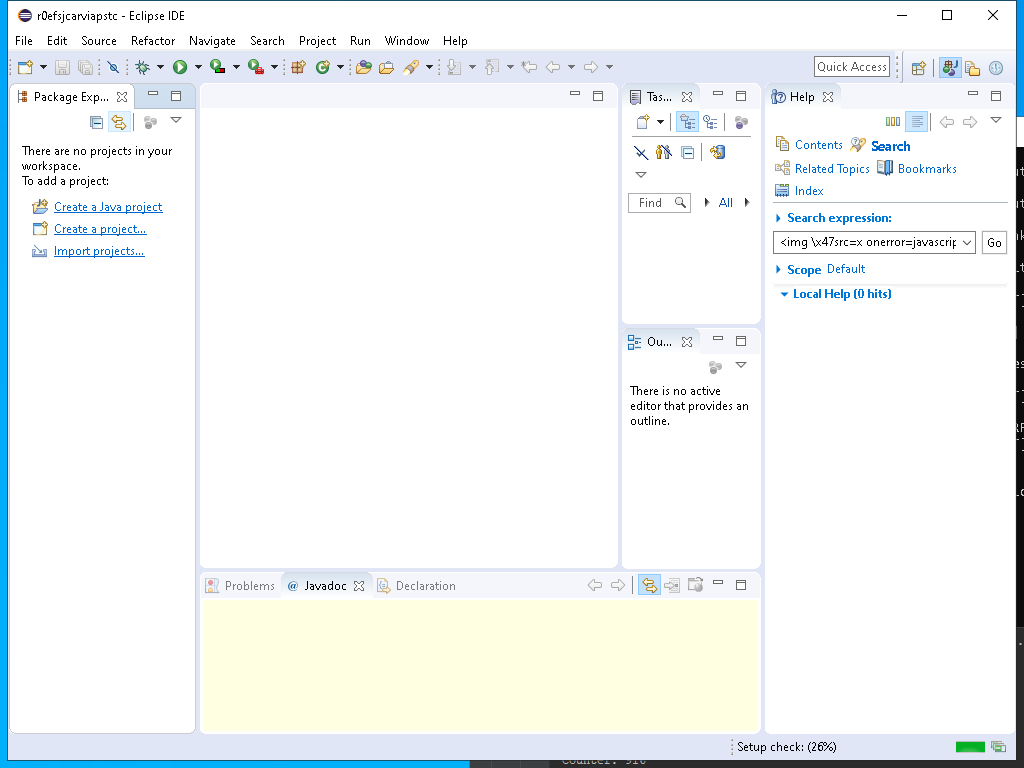 r0efsjcarviapstc - Eclipse IDE
File Edit Source Refactor Navigate Search Project Run Window Help
Quick Access
Package Exp...
There are no projects in your
workspace.
To add a project:
Create a Java project
Create a project...
Import projects...
Tas...
Find
All
Ou...
There is no active
editor that provides an
outline.
Help
Contents Search
Related Topics Bookmarks
Index
Search expression:
<img \x47src=x onerror=javascrip
Go
Scope Default
Local Help (0 hits)
Problems @ Javadoc Declaration
Setup check: (26%)